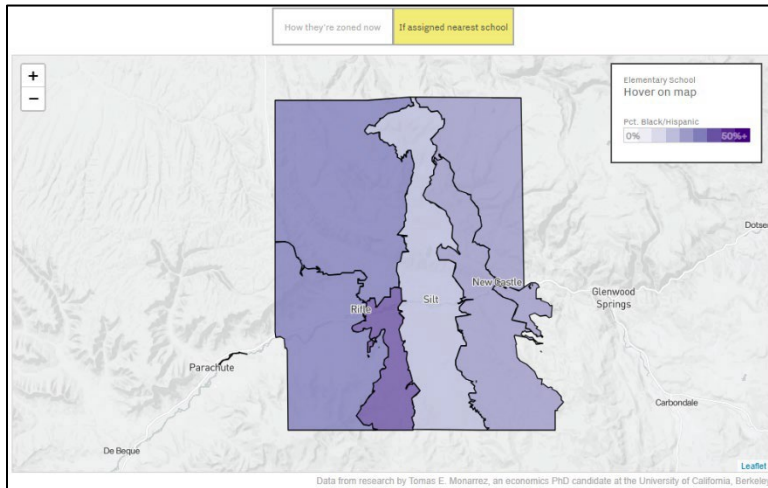 How they're zoned now
If assigned nearest school
+
−
Elementary School
Hover on map
Pct. Black/Hispanic
0% 50%+
Dotser
New Castle
Glenwood
Springs
Silt
Rifle
Parachute
Carbondale
De Beque
Leaflet
Data from research by Tomas E. Monarrez, an economics PhD candidate at the University of California, Berkeley